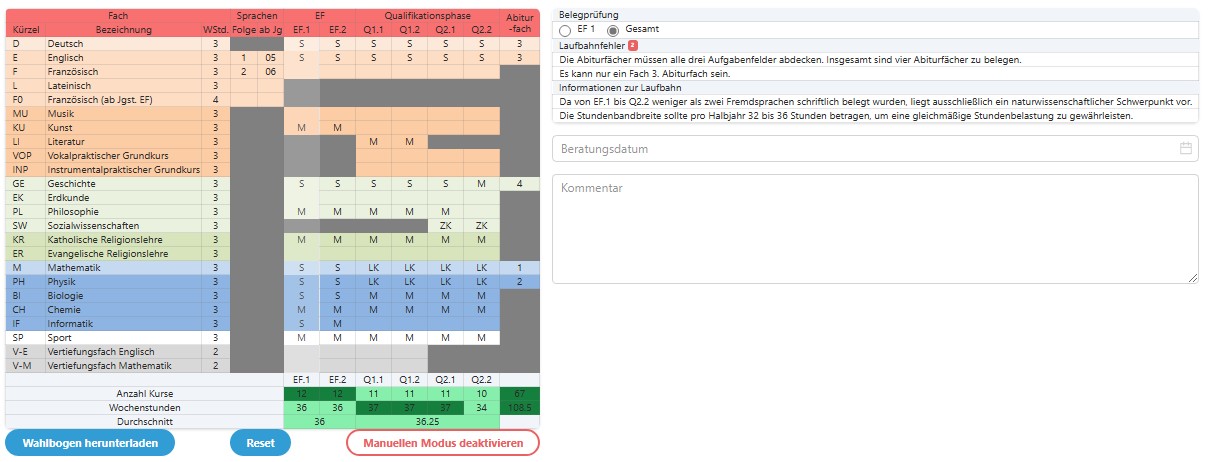 Fach Sprachen EF Qualifikationsphase Abitur
Kürzel Bezeichnung WStd. Folge ab Jg EF.1 EF.2 Q1.1 Q1.2 Q2.1 Q2.2 -fach
D Deutsch 3 S S S S S S 3
E Englisch 3 1 05 S S S S S S 3
F Französisch 3 2 06
L Lateinisch 3
F0 Französisch (ab Jgst. EF) 4
MU Musik 3
KU Kunst 3 M M
LI Literatur 3 M M
VOP Vokalpraktischer Grundkurs 3
INP Instrumentalpraktischer Grundkurs 3
GE Geschichte 3 S S S S S M 4
EK Erdkunde 3
PL Philosophie 3 M M M M M
SW Sozialwissenschaften 3 ZK ZK
KR Katholische Religionslehre 3 M M M M M M
ER Evangelische Religionslehre 3
M Mathematik 3 S S LK LK LK LK 1
PH Physik 3 S S LK LK LK LK 2
BI Biologie 3 S S M M M M
CH Chemie 3 M M M M M M
IF Informatik 3 S M
SP Sport 3 M M M M M M
V-E Vertiefungsfach Englisch 2
V-M Vertiefungsfach Mathematik 2
EF.1 EF.2 Q1.1 Q1.2 Q2.1 Q2.2
Anzahl Kurse 12 12 11 11 11 10 67
Wochenstunden 36 36 37 37 37 34 108.5
Durchschnitt 36 36.25
Wahlbogen herunterladen
Reset
Manuellen Modus deaktivieren
Belegprüfung
EF 1 Gesamt
Laufbahnfehler 2
Die Abiturfächer müssen alle drei Aufgabenfelder abdecken. Insgesamt sind vier Abiturfächer zu belegen.
Es kann nur ein Fach 3. Abiturfach sein.
Informationen zur Laufbahn
Da von EF.1 bis Q2.2 weniger als zwei Fremdsprachen schriftlich belegt wurden, liegt ausschließlich ein naturwissenschaftlicher Schwerpunkt vor.
Die Stundenbandbreite sollte pro Halbjahr 32 bis 36 Stunden betragen, um eine gleichmäßige Stundenbelastung zu gewährleisten.
Beratungsdatum
Kommentar